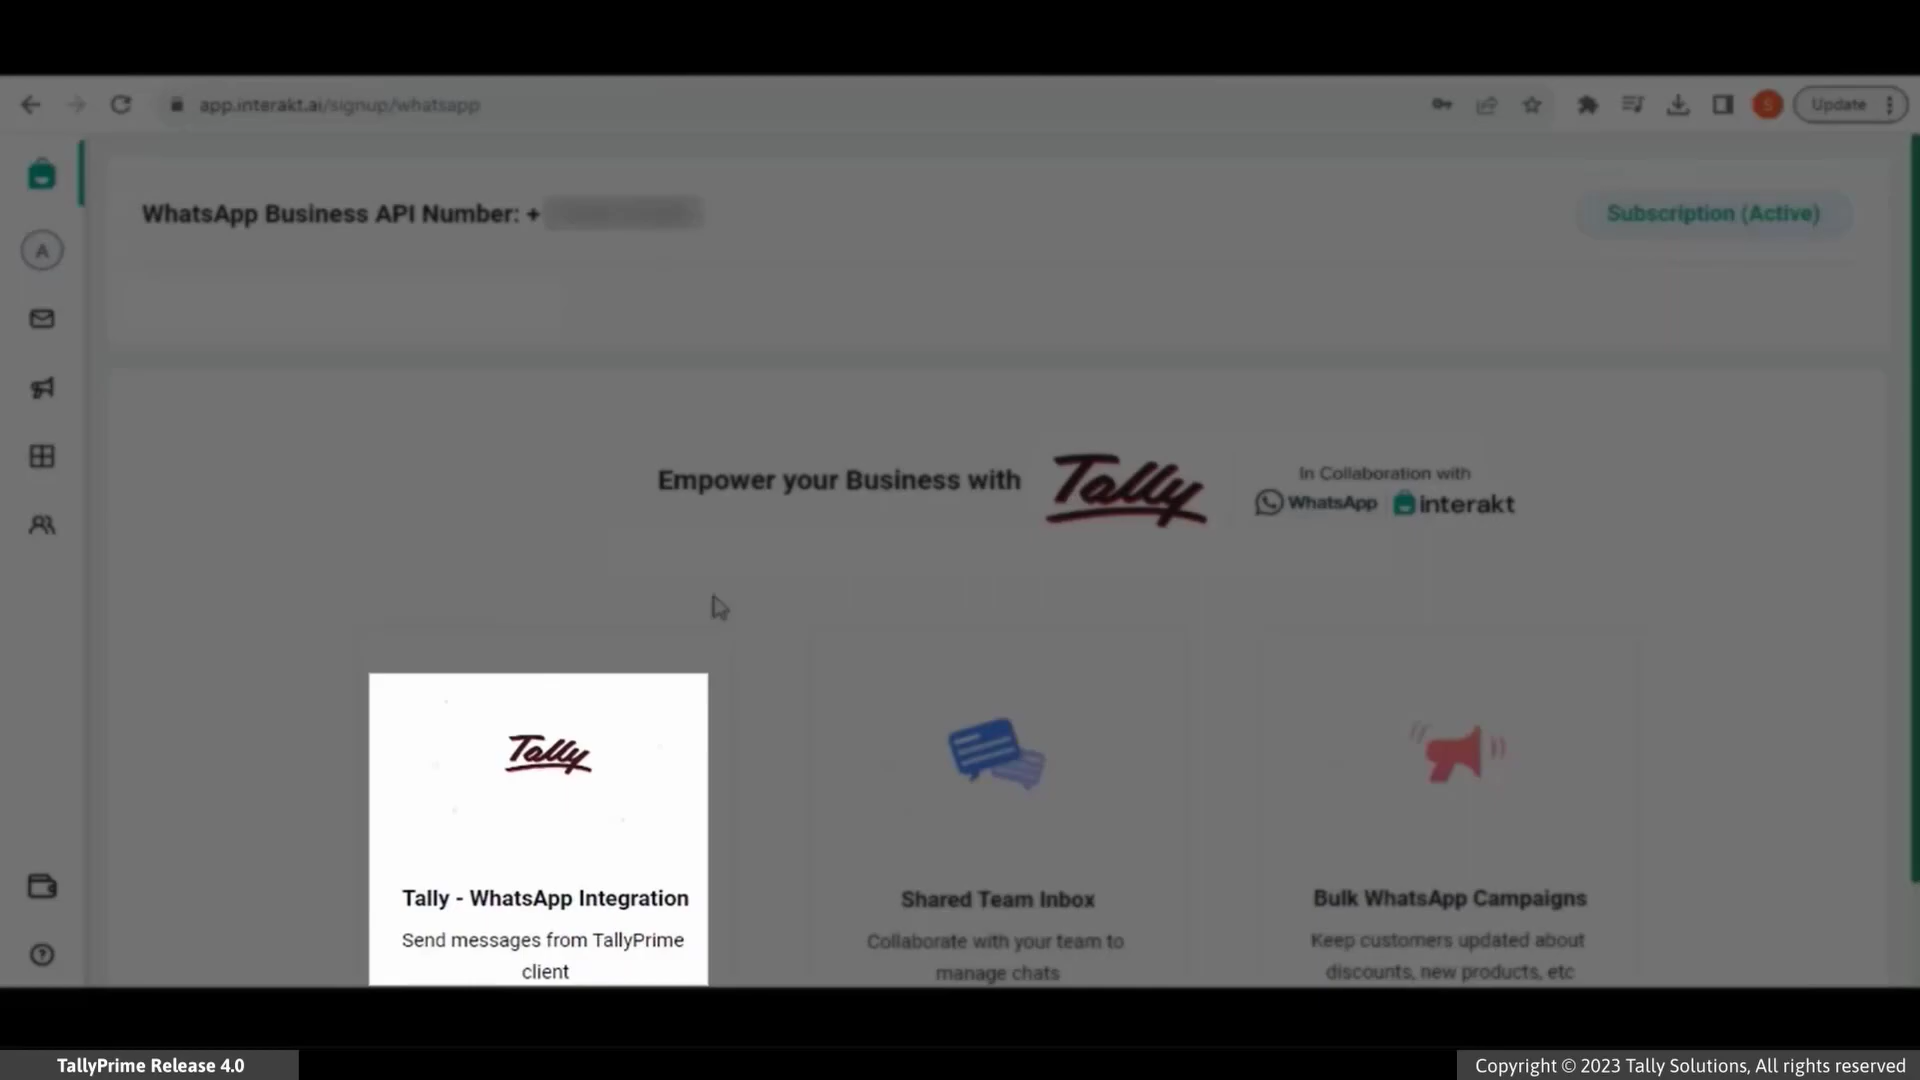 app.interakt.ai/signup/whatsapp
S
Update
A
WhatsApp Business API Number: +
Subscription (Active)
Empower your Business with
Tally
In Collaboration with
WhatsApp interakt
Tally
Tally - WhatsApp Integration
Send messages from TallyPrime
client
Shared Team Inbox
Collaborate with your team to
manage chats
Bulk WhatsApp Campaigns
Keep customers updated about
discounts, new products, etc
TallyPrime Release 4.0
Copyright © 2023 Tally Solutions, All rights reserved